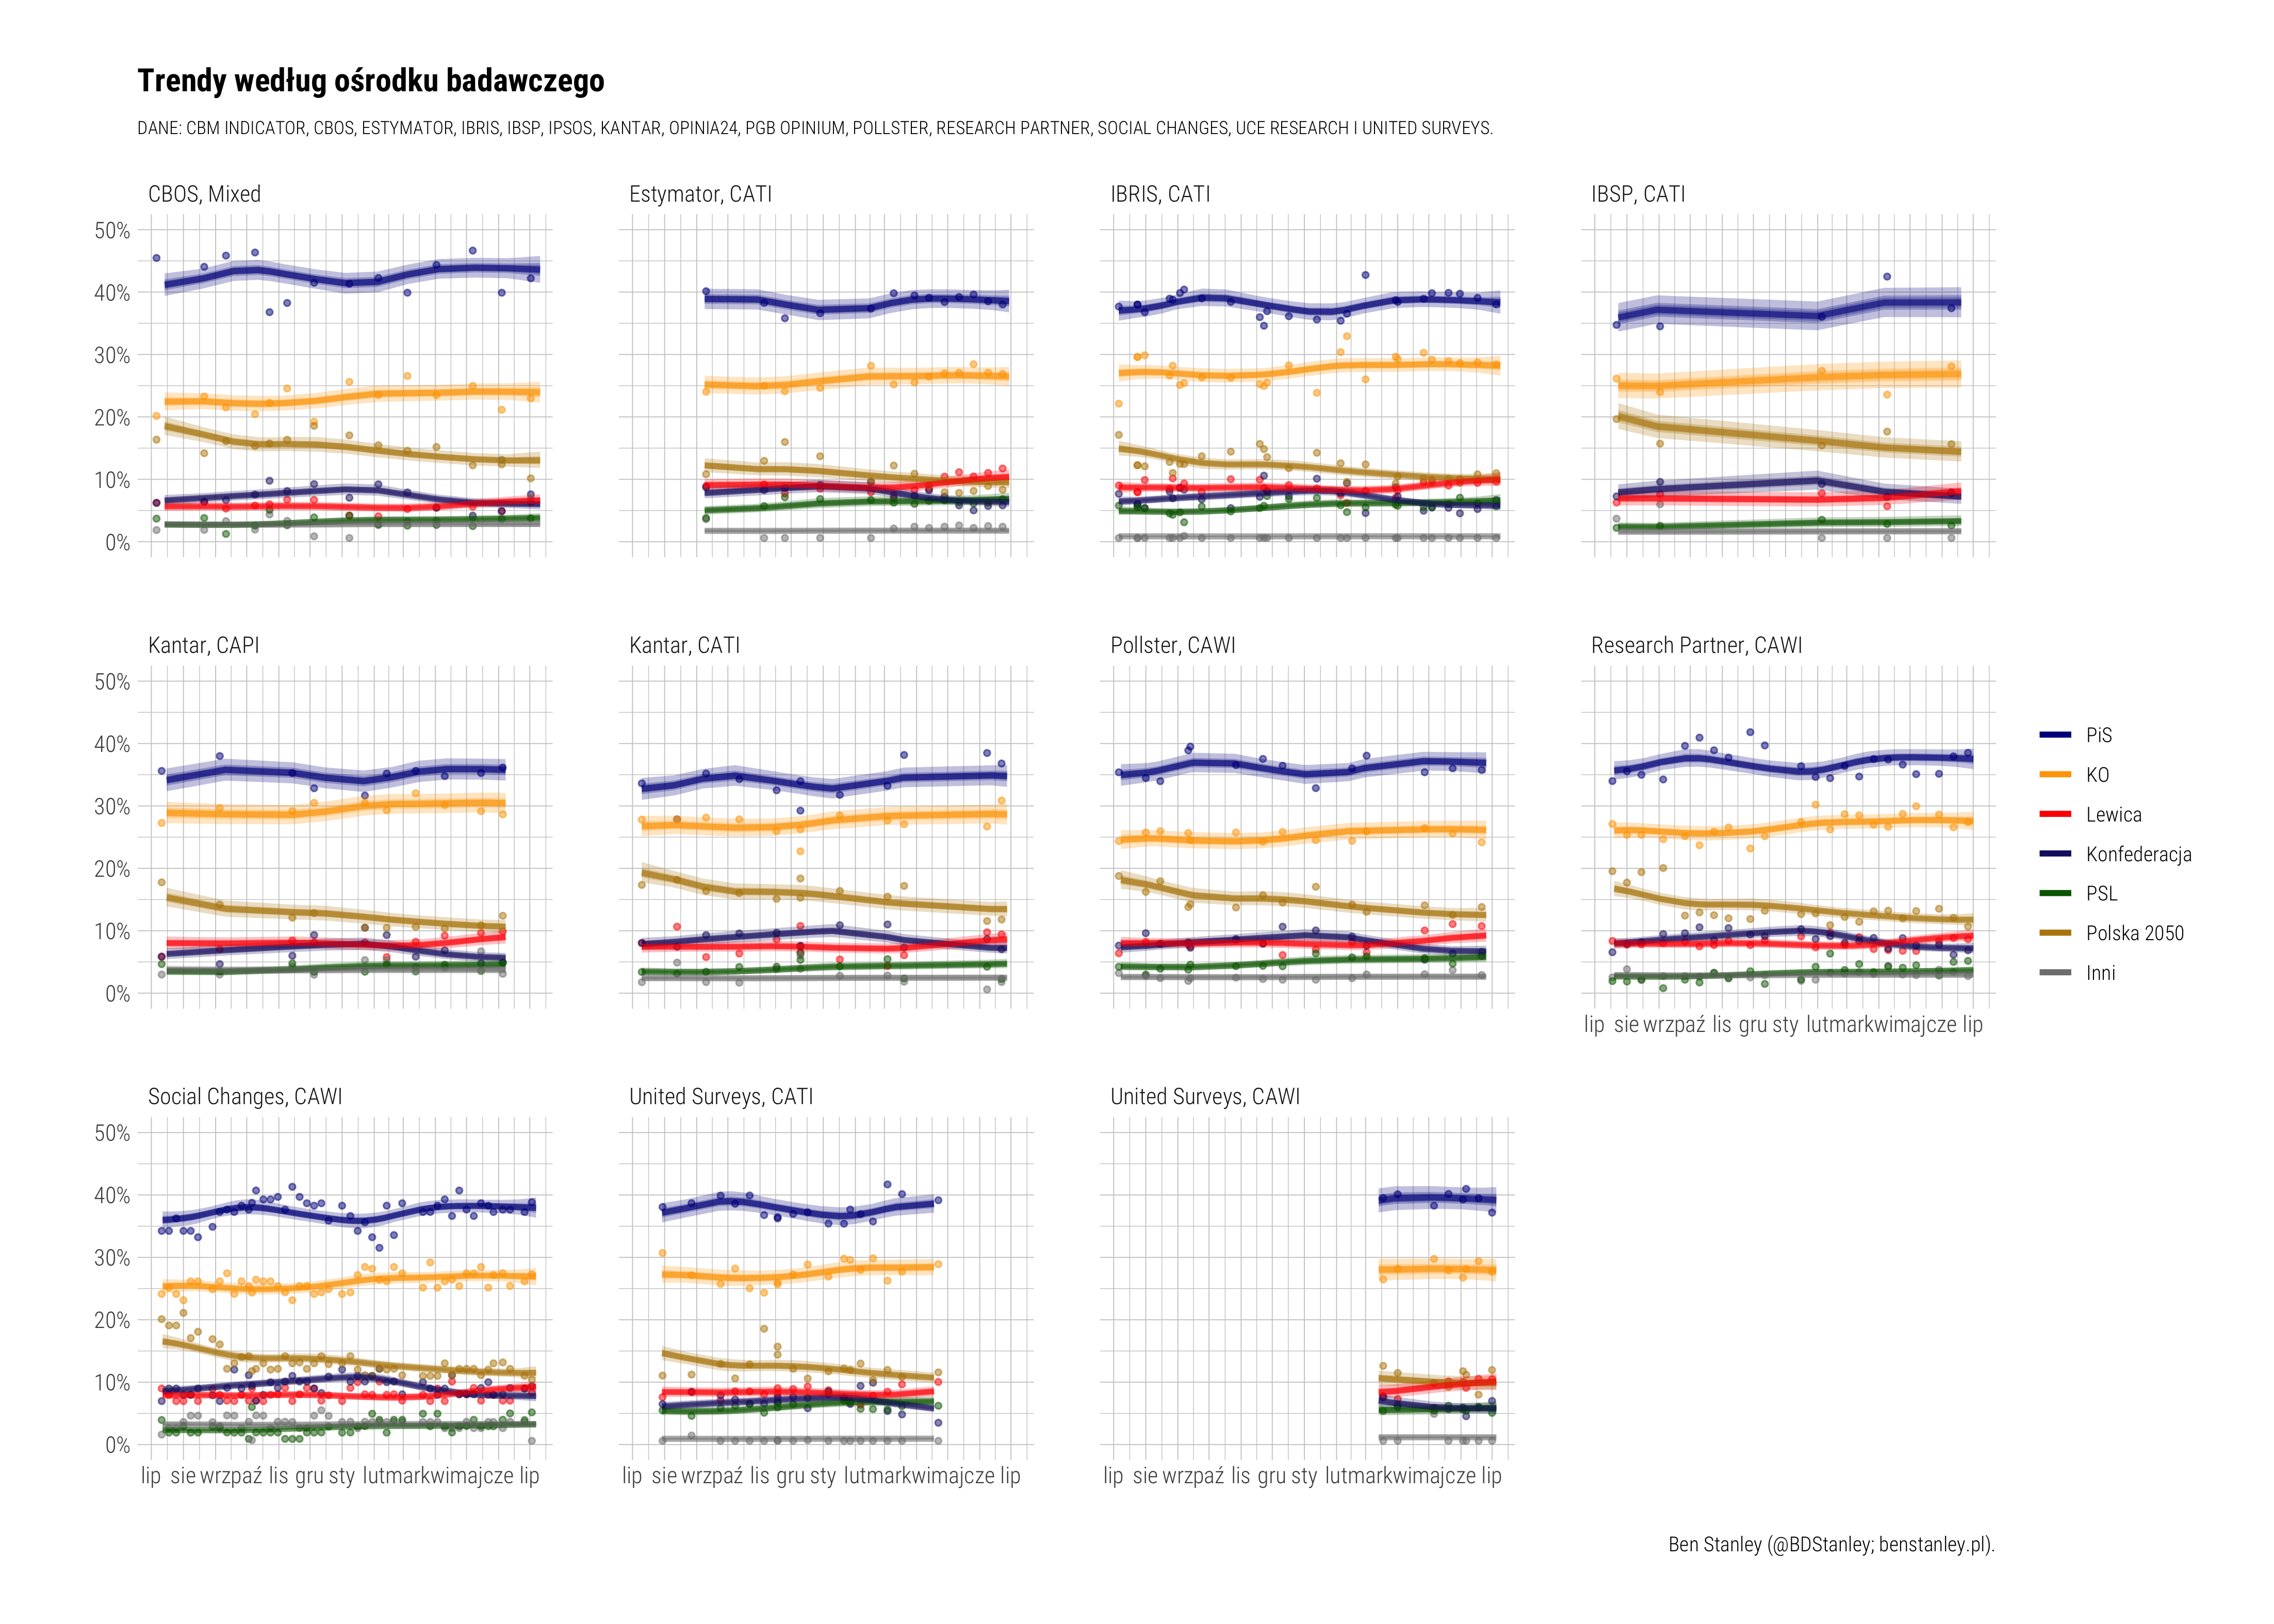 Trendy według ośrodku badawczego
DANE: CBM INDICATOR, CBOS, ESTYMATOR, IBRIS, IBSP, IPSOS, KANTAR, OPINIA24, PGB OPINIUM, POLLSTER, RESEARCH PARTNER, SOCIAL CHANGES, UCE RESEARCH I UNITED SURVEYS.
CBOS, Mixed
Estymator, CATI
IBRIS, CATI
IBSP, CATI
50%
40%
30%
20%
10%
0%
Kantar, CAPI
Kantar, CATI
Pollster, CAWI
Research Partner, CAWI
50%
40%
30%
20%
10%
0%
lip sie wrz paź lis gru sty lut mar kwi maj cze lip
PiS
KO
Lewica
Konfederacja
PSL
Polska 2050
Inni
Social Changes, CAWI
United Surveys, CATI
United Surveys, CAWI
50%
40%
30%
20%
10%
0%
lip sie wrz paź lis gru sty lut mar kwi maj cze lip
lip sie wrz paź lis gru sty lut mar kwi maj cze lip
lip sie wrz paź lis gru sty lut mar kwi maj cze lip
Ben Stanley (@BDStanley; benstanley.pl).